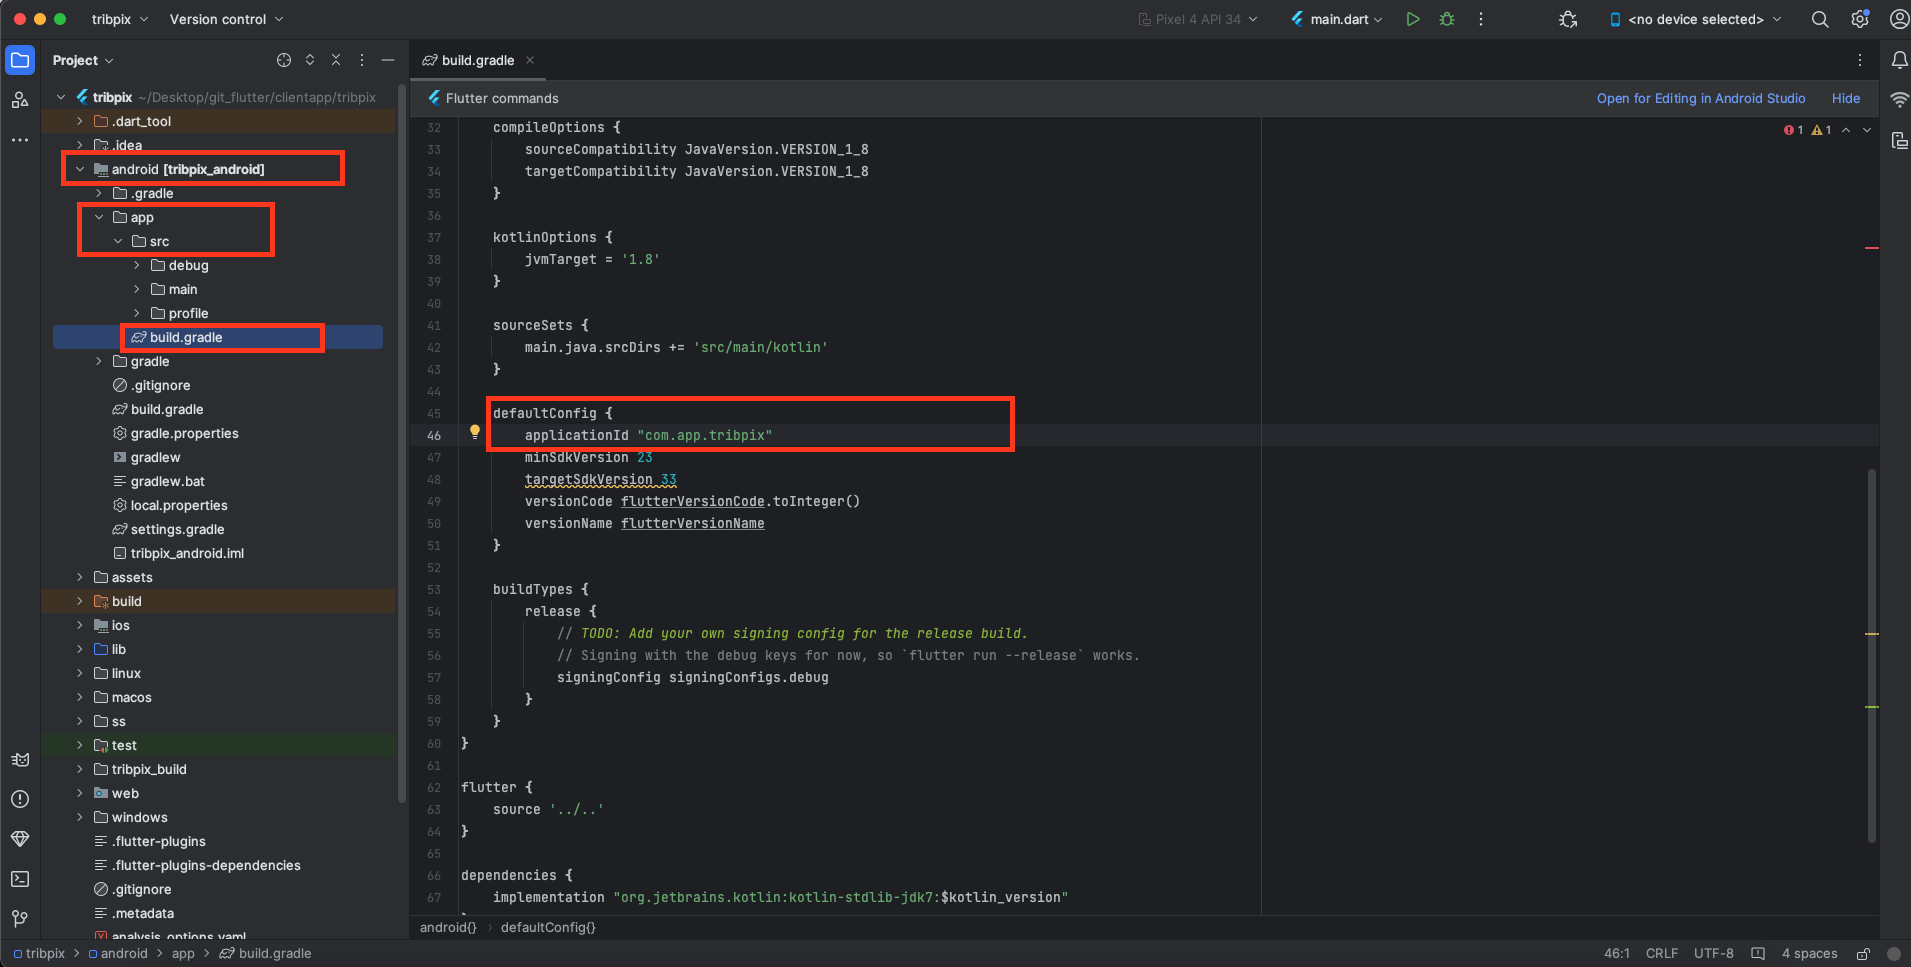 tribpix
Version control
Pixel 4 API 34
main.dart
<no device selected>
Project
build.gradle
tribpix ~/Desktop/git_flutter/clientapp/tribpix
.dart_tool
.idea
android [tribpix_android]
.gradle
app
src
debug
main
profile
build.gradle
gradle
.gitignore
build.gradle
gradle.properties
gradlew
gradlew.bat
local.properties
settings.gradle
tribpix_android.iml
assets
build
ios
lib
linux
macos
ss
test
tribpix_build
web
windows
.flutter-plugins
.flutter-plugins-dependencies
.gitignore
.metadata
analysis_options.yaml
Flutter commands
Open for Editing in Android Studio
Hide
1 1
32 compileOptions {
33 sourceCompatibility JavaVersion.VERSION_1_8
34 targetCompatibility JavaVersion.VERSION_1_8
35 }
36
37 kotlinOptions {
38 jvmTarget = '1.8'
39 }
40
41 sourceSets {
42 main.java.srcDirs += 'src/main/kotlin'
43 }
44
45 defaultConfig {
46 applicationId "com.app.tribpix"
47 minSdkVersion 23
48 targetSdkVersion 33
49 versionCode flutterVersionCode.toInteger()
50 versionName flutterVersionName
51 }
52
53 buildTypes {
54 release {
55 // TODO: Add your own signing config for the release build.
56 // Signing with the debug keys for now, so `flutter run --release` works.
57 signingConfig signingConfigs.debug
58 }
59 }
60 }
61
62 flutter {
63 source '../..'
64 }
65
66 dependencies {
67 implementation "org.jetbrains.kotlin:kotlin-stdlib-jdk7:$kotlin_version"
android{} › defaultConfig{}
tribpix > android > app > build.gradle
46:1 CRLF UTF-8 4 spaces